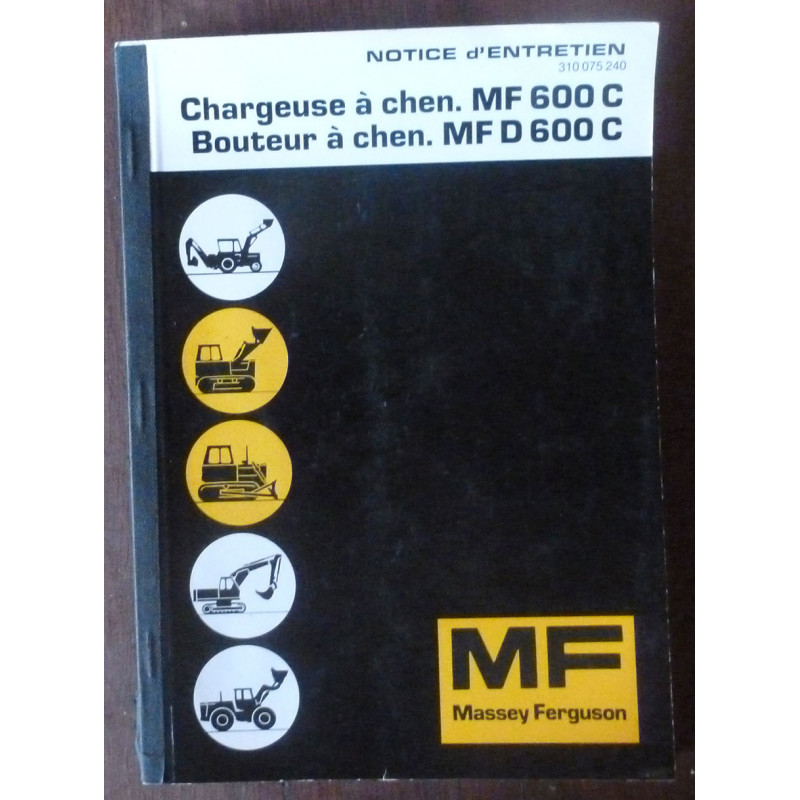 NOTICE d'ENTRETIEN
310 075 240
Chargeuse à chen. MF 600 C
Bouteur à chen. MF D 600 C
MF
Massey Ferguson